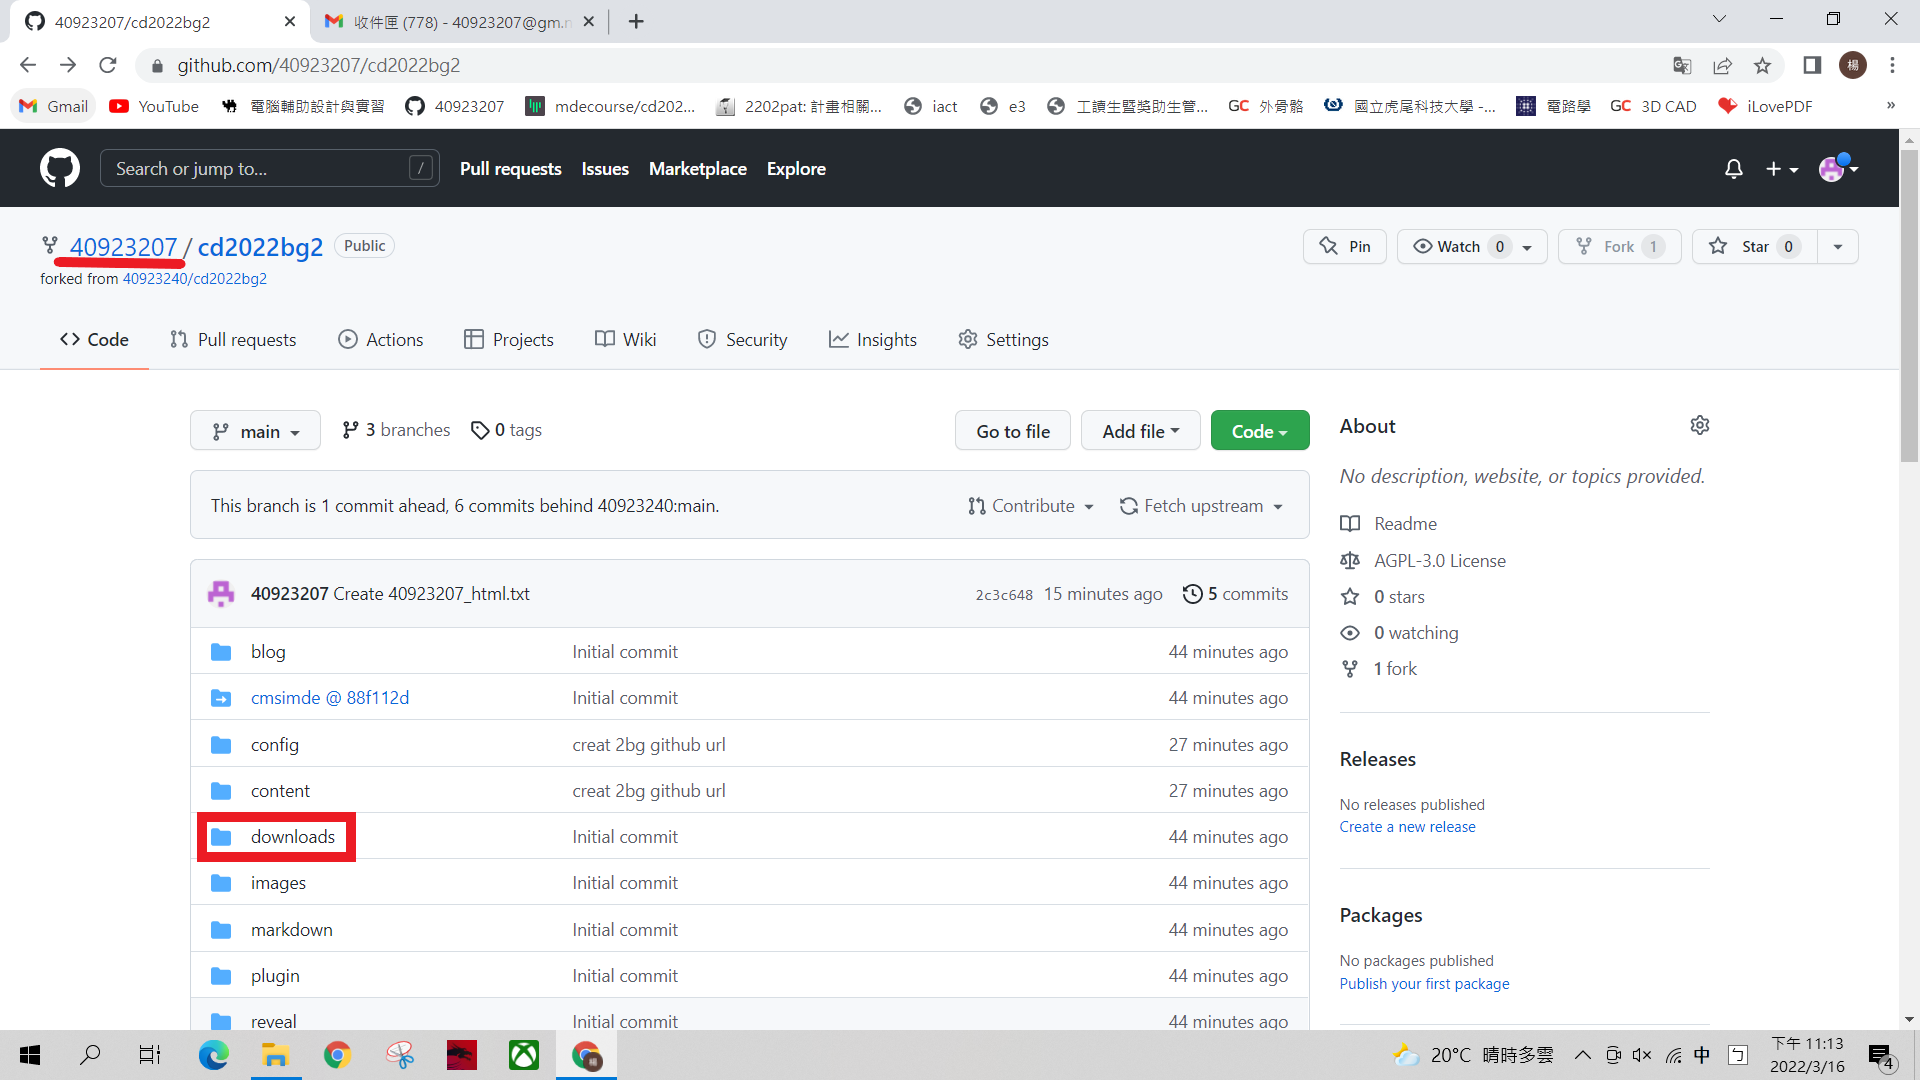 40923207/cd2022bg2
收件匣 (778) - 40923207@gm.n
github.com/40923207/cd2022bg2
Gmail
YouTube
電腦輔助設計與實習
40923207
mdecourse/cd202...
2202pat: 計畫相關...
iact
e3
工讀生暨獎助生管...
外骨骼
國立虎尾科技大學 -...
電路學
3D CAD
iLovePDF
»
Search or jump to...
/
Pull requests
Issues
Marketplace
Explore
40923207 / cd2022bg2
Public
Pin
Watch 0
Fork 1
Star 0
forked from 40923240/cd2022bg2
Code
Pull requests
Actions
Projects
Wiki
Security
Insights
Settings
main
3 branches
0 tags
Go to file
Add file
Code
This branch is 1 commit ahead, 6 commits behind 40923240:main.
Contribute
Fetch upstream
40923207 Create 40923207_html.txt
2c3c648 15 minutes ago
5 commits
blog Initial commit 44 minutes ago
cmsimde @ 88f112d Initial commit 44 minutes ago
config creat 2bg github url 27 minutes ago
content creat 2bg github url 27 minutes ago
downloads Initial commit 44 minutes ago
images Initial commit 44 minutes ago
markdown Initial commit 44 minutes ago
plugin Initial commit 44 minutes ago
reveal Initial commit 44 minutes ago
About
No description, website, or topics provided.
Readme
AGPL-3.0 License
0 stars
0 watching
1 fork
Releases
No releases published
Create a new release
Packages
No packages published
Publish your first package
20°C 晴時多雲
中
下午 11:13
2022/3/16
4